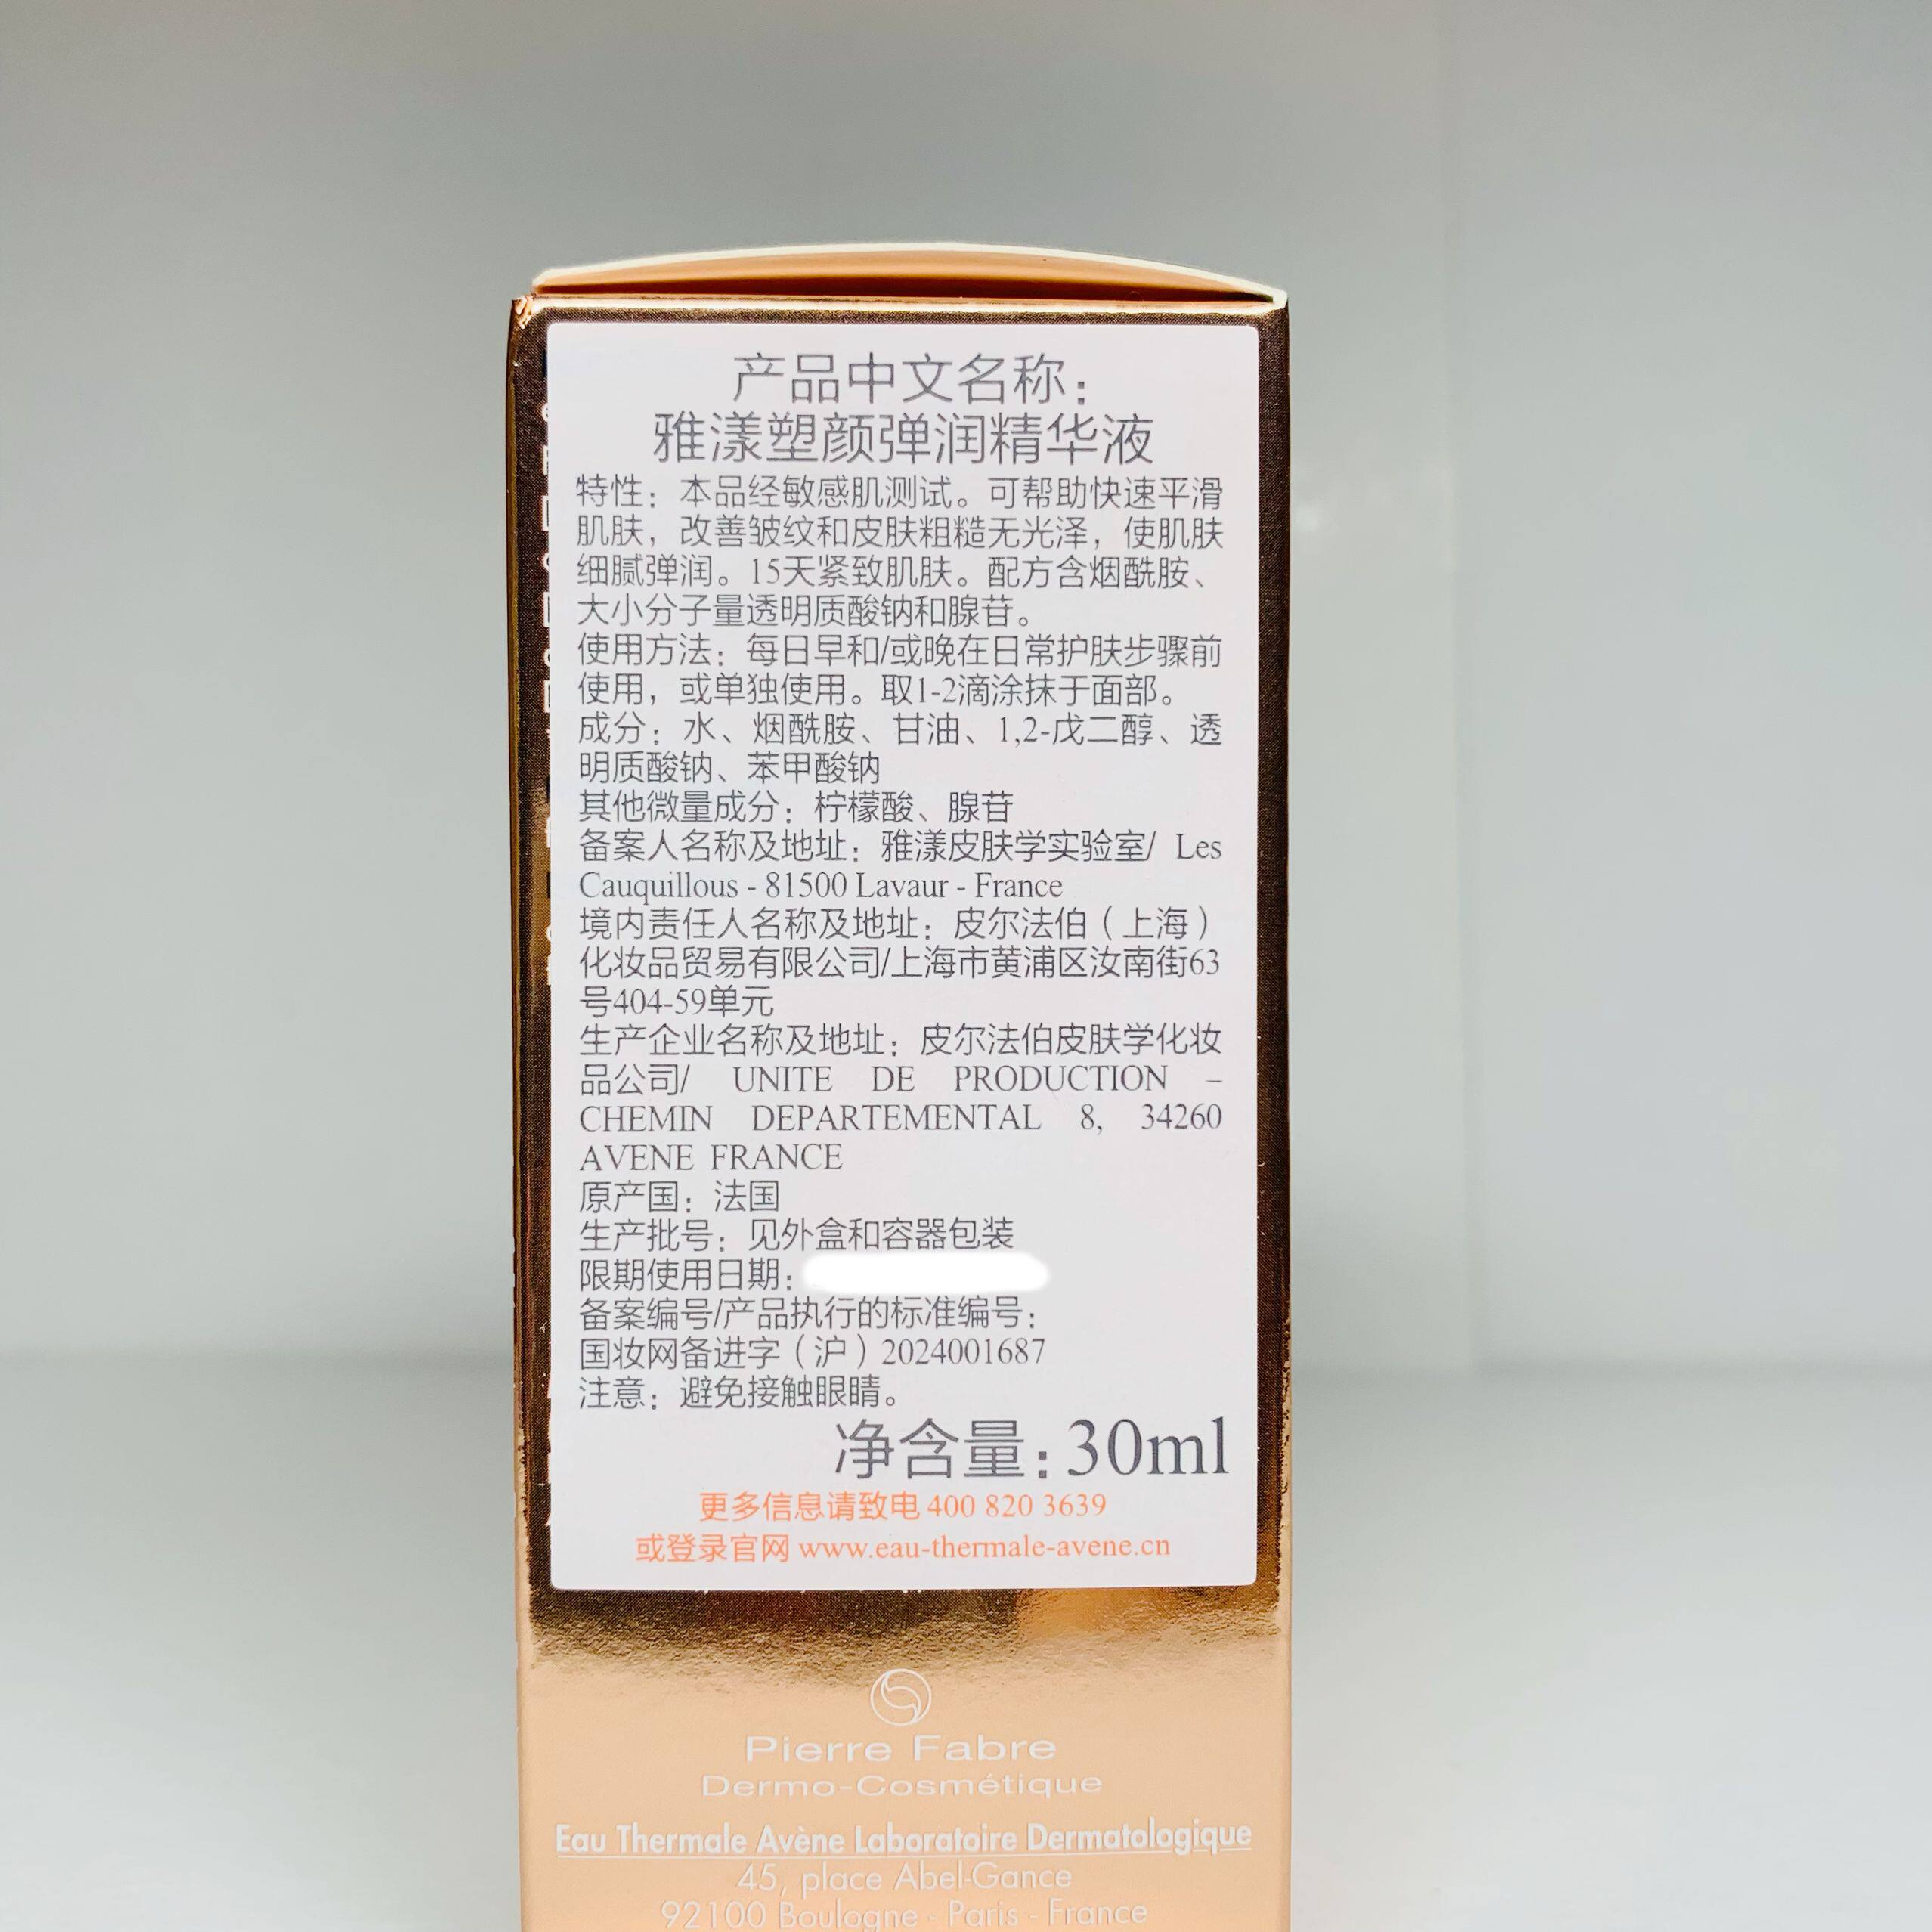 产品中文名称：
雅漾塑颜弹润精华液
特性：本品经敏感肌测试。可帮助快速平滑
肌肤，改善皱纹和皮肤粗糙无光泽，使肌肤
细腻弹润。15天紧致肌肤。配方含烟酰胺、
大小分子量透明质酸钠和腺苷。
使用方法：每日早和/或晚在日常护肤步骤前
使用，或单独使用。取1-2滴涂抹于面部。
成分：水、烟酰胺、甘油、1,2-戊二醇、透
明质酸钠、苯甲酸钠
其他微量成分：柠檬酸、腺苷
备案人名称及地址：雅漾皮肤学实验室/ Les
Cauquillous - 81500 Lavaur - France
境内责任人名称及地址：皮尔法伯（上海）
化妆品贸易有限公司/上海市黄浦区汝南街63
号404-59单元
生产企业名称及地址：皮尔法伯皮肤学化妆
品公司/ UNITE DE PRODUCTION –
CHEMIN DEPARTEMENTAL 8, 34260
AVENE FRANCE
原产国：法国
生产批号：见外盒和容器包装
限期使用日期：
备案编号/产品执行的标准编号：
国妆网备进字（沪）2024001687
注意：避免接触眼睛。
净含量：30ml
更多信息请致电 400 820 3639
或登录官网 www.eau-thermale-avene.cn
Pierre Fabre
Dermo-Cosmétique
Eau Thermale Avène Laboratoire Dermatologique
45, place Abel-Gance
92100 Boulogne - Paris - France